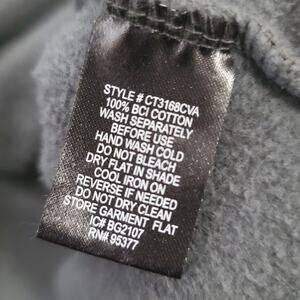 STYLE# CT3168CVA
100% BCI COTTON
WASH SEPARATELY
BEFORE USE
HAND WASH COLD
DO NOT BLEACH
DRY FLAT IN SHADE
COOL IRON ON
REVERSE IF NEEDED
DO NOT DRY CLEAN
STORE GARMENT FLAT
IC# BG2107
RN# 95377